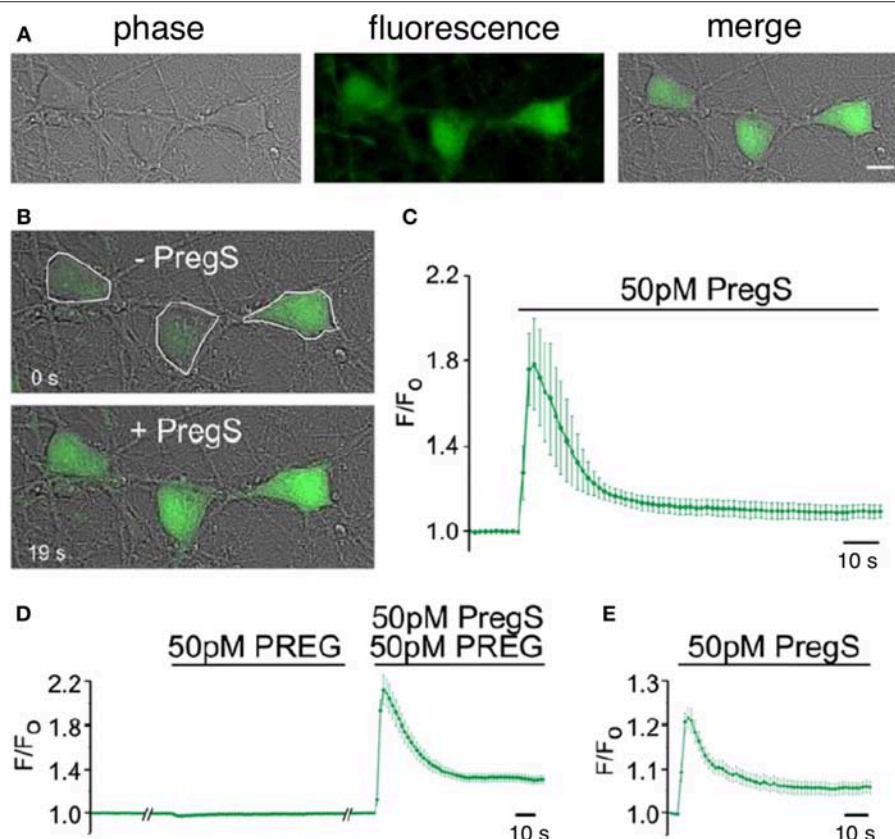 A
phase
fluorescence
merge
B
- PregS
0 s
+ PregS
19 s
C
50pM PregS
2.2
1.8
1.4
1.0
F/Fo
10 s
D
50pM PregS
50pM PREG
50pM PREG
2.2
1.8
1.4
1.0
F/Fo
10 s
E
50pM PregS
1.3
1.2
1.1
1.0
F/Fo
10 s